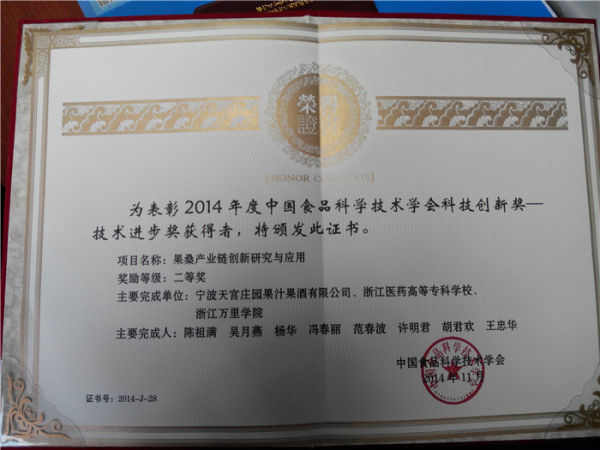 榮譽
證書
HONOR CERTIFICATE
为表彰2014年度中国食品科学技术学会科技创新奖—
技术进步奖获得者，特颁发此证书。
项目名称：果桑产业链创新研究与应用
奖励等级：二等奖
主要完成单位：宁波天宫庄园果汁果酒有限公司、浙江医药高等专科学校、
浙江万里学院
主要完成人：陈祖满 吴月燕 杨华 冯春丽 范春波 许明君 胡君欢 王忠华
中国食品科学技术学会
2014年11月
证书号：2014-J-28